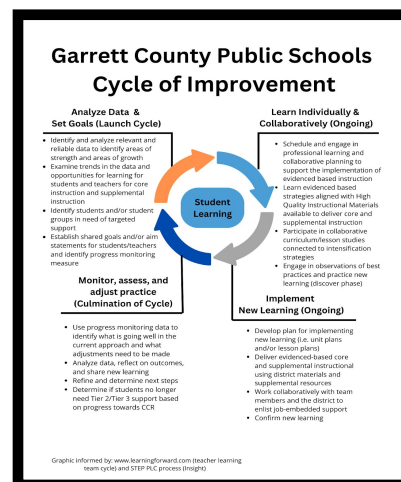 Garrett County Public Schools
Cycle of Improvement
Analyze Data &
Set Goals (Launch Cycle)
• Identify and analyze relevant and
reliable data to identify areas of
strength and areas of growth
• Examine trends in the data and
opportunities for learning for
students and teachers for core
instruction and supplemental
instruction
• Identify students and/or student
groups in need of targeted
support
• Establish shared goals and/or aim
statements for students/teachers
and identify progress monitoring
measure
Learn Individually &
Collaboratively (Ongoing)
• Schedule and engage in
professional learning and
collaborative planning to
support the implementation of
evidenced based instruction
• Learn evidenced based
strategies aligned with High
Quality Instructional Materials
available to deliver core and
supplemental instruction
• Participate in collaborative
curriculum/lesson studies
connected to intensification
strategies
• Engage in observations of best
practices and practice new
learning (discover phase)
Student
Learning
Monitor, assess, and
adjust practice
(Culmination of Cycle)
• Use progress monitoring data to
identify what is going well in the
current approach and what
adjustments need to be made
• Analyze data, reflect on outcomes,
and share new learning
• Refine and determine next steps
• Determine if students no longer
need Tier 2/Tier 3 support based
on progress towards CCR
Implement
New Learning (Ongoing)
• Develop plan for implementing
new learning (i.e. unit plans
and/or lesson plans)
• Deliver evidenced-based core
and supplemental instructional
using district materials and
supplemental resources
• Work collaboratively with team
members and the district to
enlist job-embedded support
• Confirm new learning
Graphic informed by: www.learningforward.com (teacher learning
team cycle) and STEP PLC process (Insight)